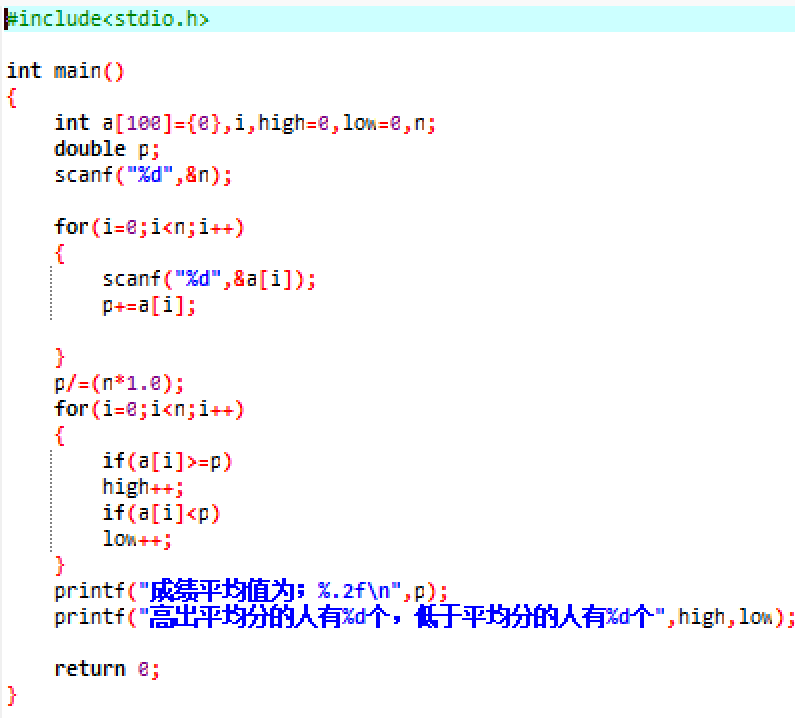 #include<stdio.h>
int main()
{
int a[100]={0},i,high=0,low=0,n;
double p;
scanf("%d",&n);
for(i=0;i<n;i++)
{
scanf("%d",&a[i]);
p+=a[i];
}
p/=(n*1.0);
for(i=0;i<n;i++)
{
if(a[i]>=p)
high++;
if(a[i]<p)
low++;
}
printf("成绩平均值为；%.2f\n",p);
printf("高出平均分的人有%d个，低于平均分的人有%d个",high,low);
return 0;
}